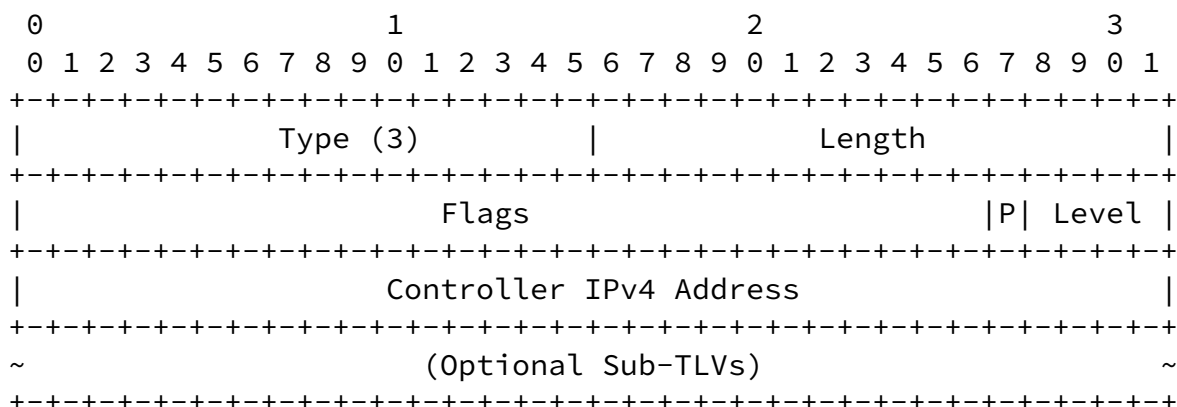 0                   1                   2                   3
 0 1 2 3 4 5 6 7 8 9 0 1 2 3 4 5 6 7 8 9 0 1 2 3 4 5 6 7 8 9 0 1
+-+-+-+-+-+-+-+-+-+-+-+-+-+-+-+-+-+-+-+-+-+-+-+-+-+-+-+-+-+-+-+-+
|              Type (3)         |            Length             |
+-+-+-+-+-+-+-+-+-+-+-+-+-+-+-+-+-+-+-+-+-+-+-+-+-+-+-+-+-+-+-+-+
|                       Flags                         |P| Level |
+-+-+-+-+-+-+-+-+-+-+-+-+-+-+-+-+-+-+-+-+-+-+-+-+-+-+-+-+-+-+-+-+
|                    Controller IPv4 Address                    |
+-+-+-+-+-+-+-+-+-+-+-+-+-+-+-+-+-+-+-+-+-+-+-+-+-+-+-+-+-+-+-+-+
~                      (Optional Sub-TLVs)                      ~
+-+-+-+-+-+-+-+-+-+-+-+-+-+-+-+-+-+-+-+-+-+-+-+-+-+-+-+-+-+-+-+-+